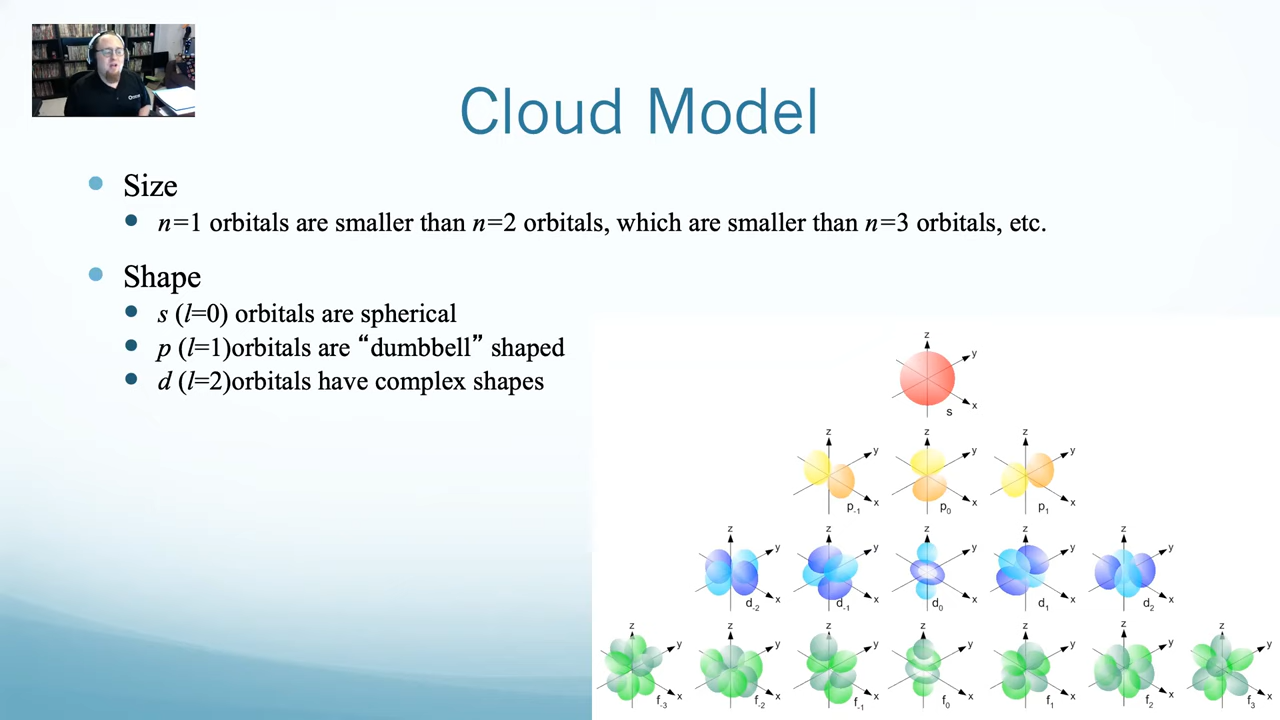 Cloud Model
Size
n=1 orbitals are smaller than n=2 orbitals, which are smaller than n=3 orbitals, etc.
Shape
s (l=0) orbitals are spherical
p (l=1)orbitals are “dumbbell” shaped
d (l=2)orbitals have complex shapes
z
y
x
s
z z z
y y y
x x x
p-1 p0 p1
z z z z z
y y y y y
x x x x x
d-2 d-1 d0 d1 d2
z z z z z z z
y y y y y y y
x x x x x x x
f-3 f-2 f-1 f0 f1 f2 f3